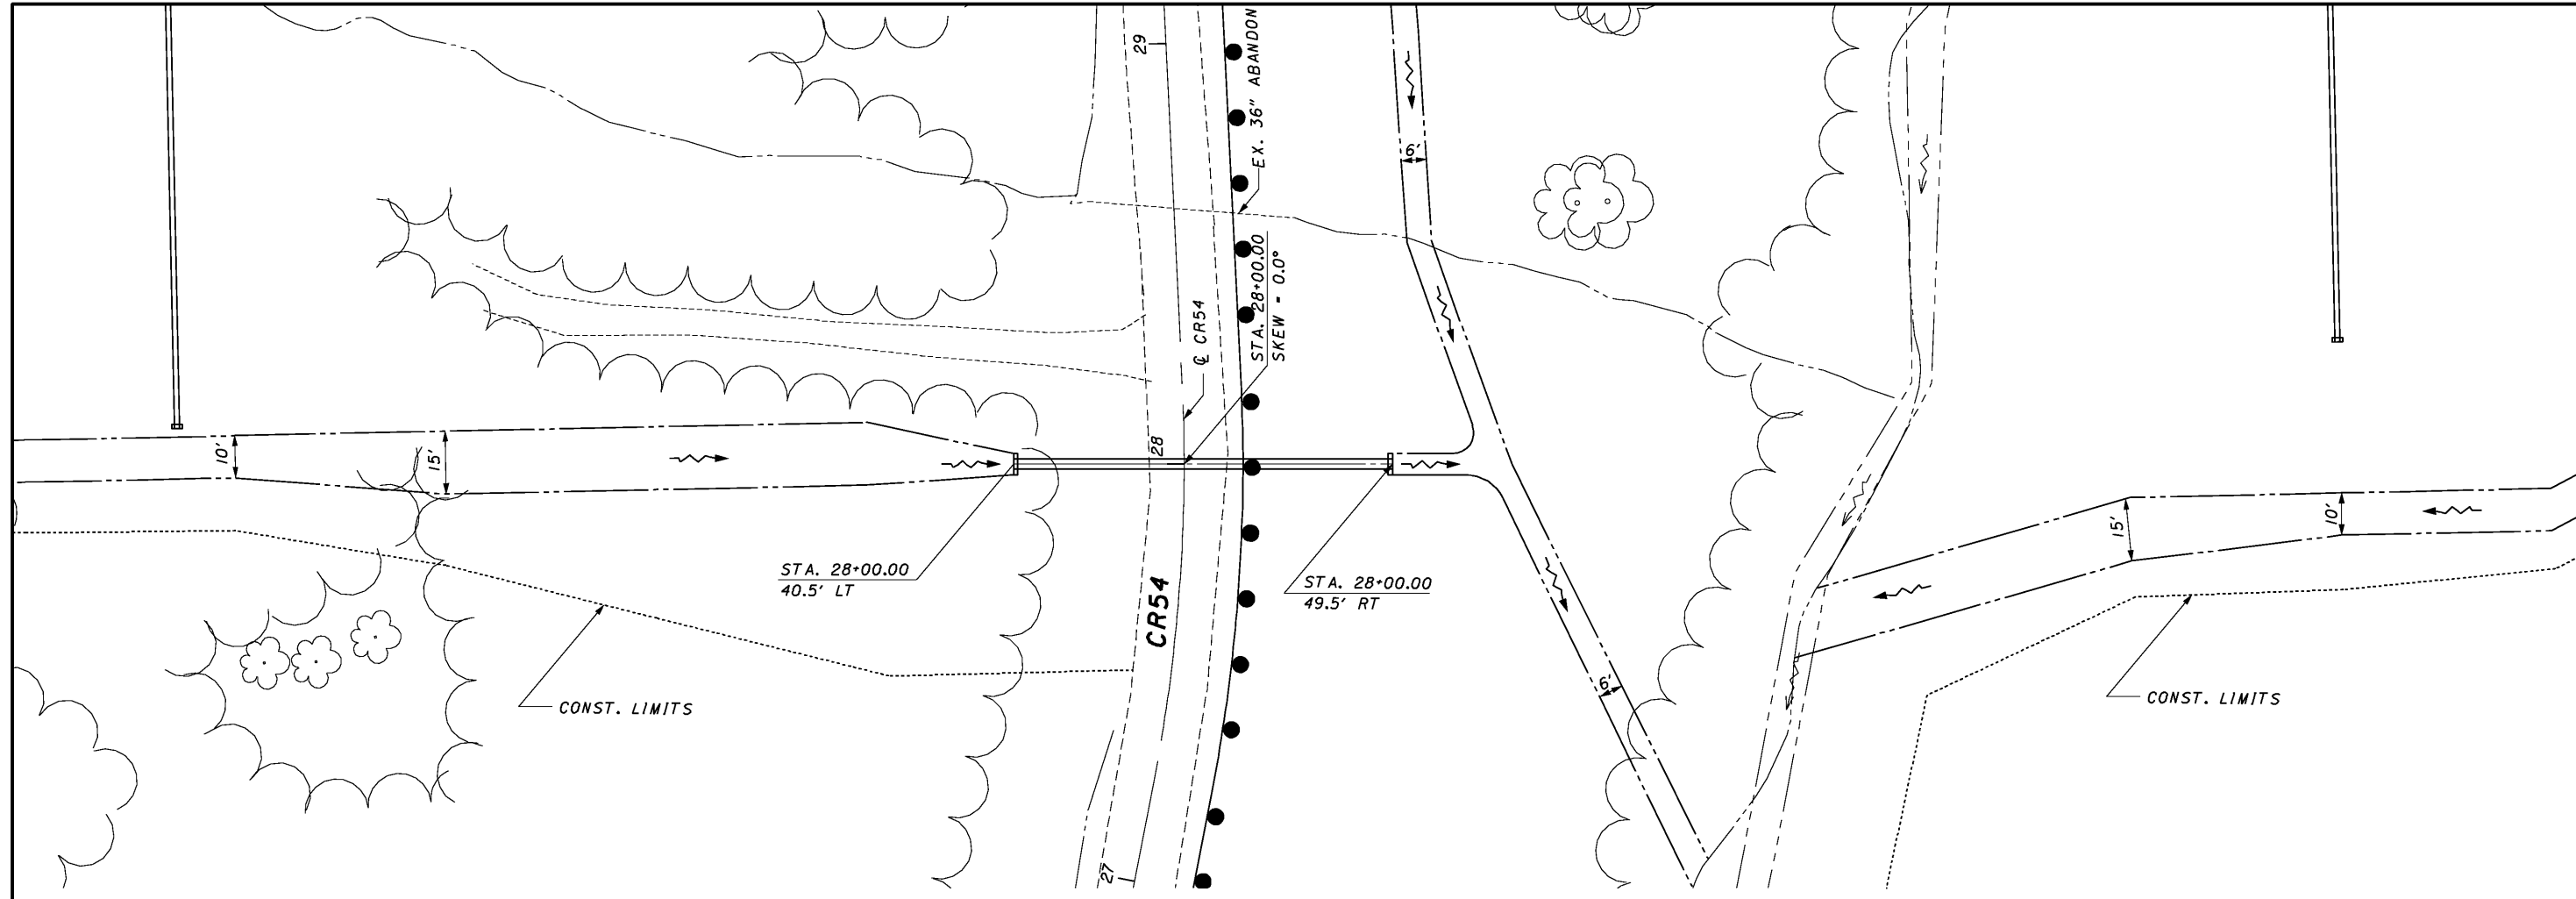 29
EX. 36" ABANDON
6'
STA. 28+00.00
SKEW = 0.0°
℄ CR54
28
10'
15'
STA. 28+00.00
40.5' LT
CR54
STA. 28+00.00
49.5' RT
15'
10'
6'
CONST. LIMITS
CONST. LIMITS
27